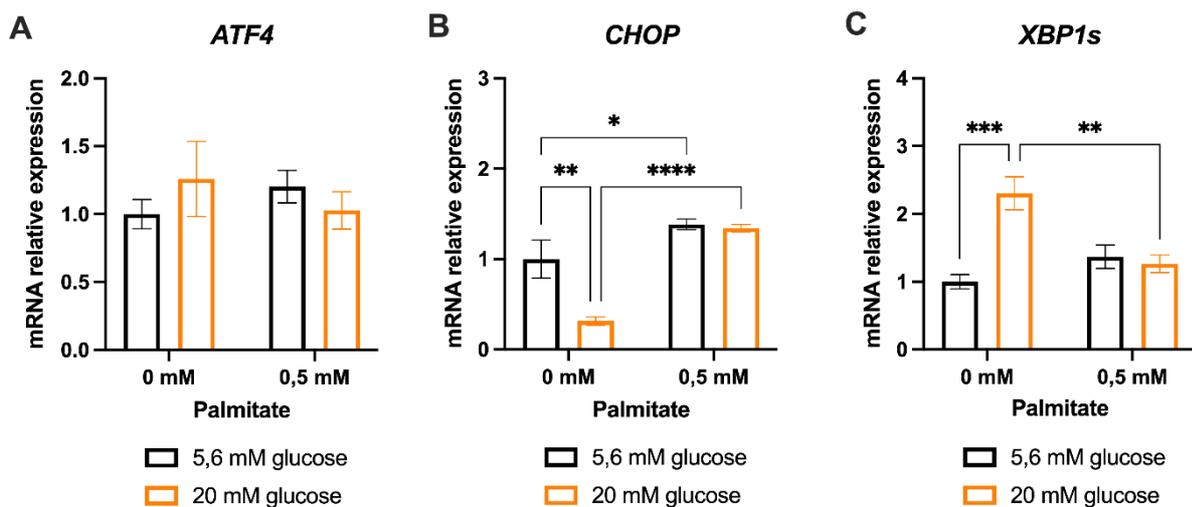 A
ATF4
mRNA relative expression
2.0
1.5
1.0
0.5
0.0
0 mM
0,5 mM
Palmitate
5,6 mM glucose
20 mM glucose
B
CHOP
mRNA relative expression
3
2
1
0
*
**
****
0 mM
0,5 mM
Palmitate
5,6 mM glucose
20 mM glucose
C
XBP1s
mRNA relative expression
4
3
2
1
0
***
**
0 mM
0,5 mM
Palmitate
5,6 mM glucose
20 mM glucose